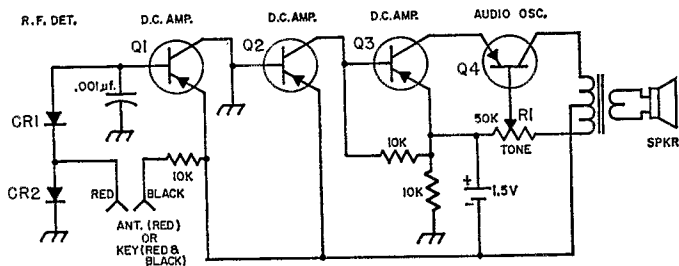 R.F. DET.
D.C. AMP.
D.C. AMP.
D.C. AMP.
AUDIO OSC.
Q1
Q2
Q3
Q4
.001µf.
CR1
CR2
50K
R1
TONE
SPKR
10K
10K
10K
RED
BLACK
+
1.5V
-
ANT. (RED)
OR
KEY (RED &
BLACK)